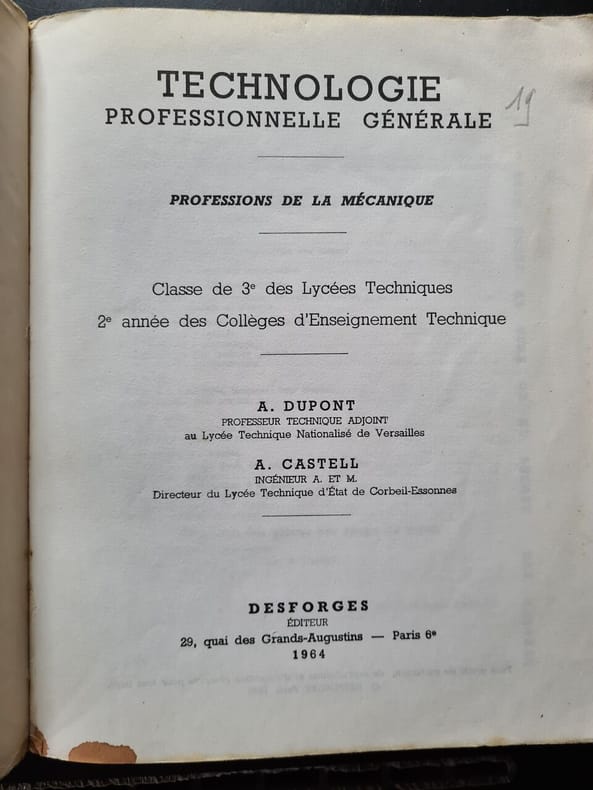 TECHNOLOGIE
PROFESSIONNELLE GÉNÉRALE
19
PROFESSIONS DE LA MÉCANIQUE
Classe de 3e des Lycées Techniques
2e année des Collèges d'Enseignement Technique
A. DUPONT
PROFESSEUR TECHNIQUE ADJOINT
au Lycée Technique Nationalisé de Versailles
A. CASTELL
INGÉNIEUR A. ET M.
Directeur du Lycée Technique d'État de Corbeil-Essonnes
DESFORGES
ÉDITEUR
29, quai des Grands-Augustins — Paris 6e
1964